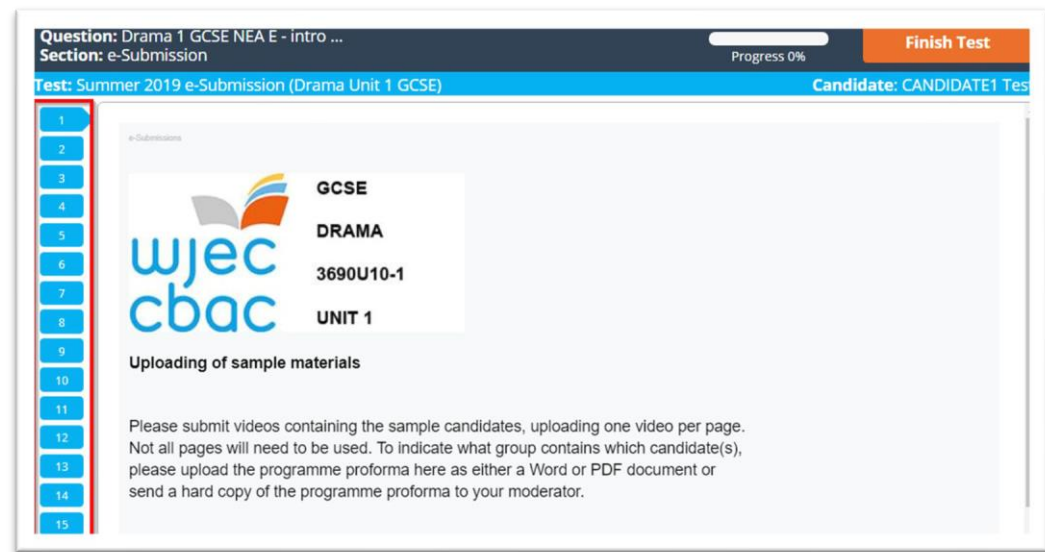 Question: Drama 1 GCSE NEA E - intro ...
Section: e-Submission
Progress 0%
Finish Test
Test: Summer 2019 e-Submission (Drama Unit 1 GCSE)
Candidate: CANDIDATE1 Tes
1
2
3
4
5
6
7
8
9
10
11
12
13
14
15
e-Submissions
wjec
cbac
GCSE
DRAMA
3690U10-1
UNIT 1
Uploading of sample materials
Please submit videos containing the sample candidates, uploading one video per page.
Not all pages will need to be used. To indicate what group contains which candidate(s),
please upload the programme proforma here as either a Word or PDF document or
send a hard copy of the programme proforma to your moderator.